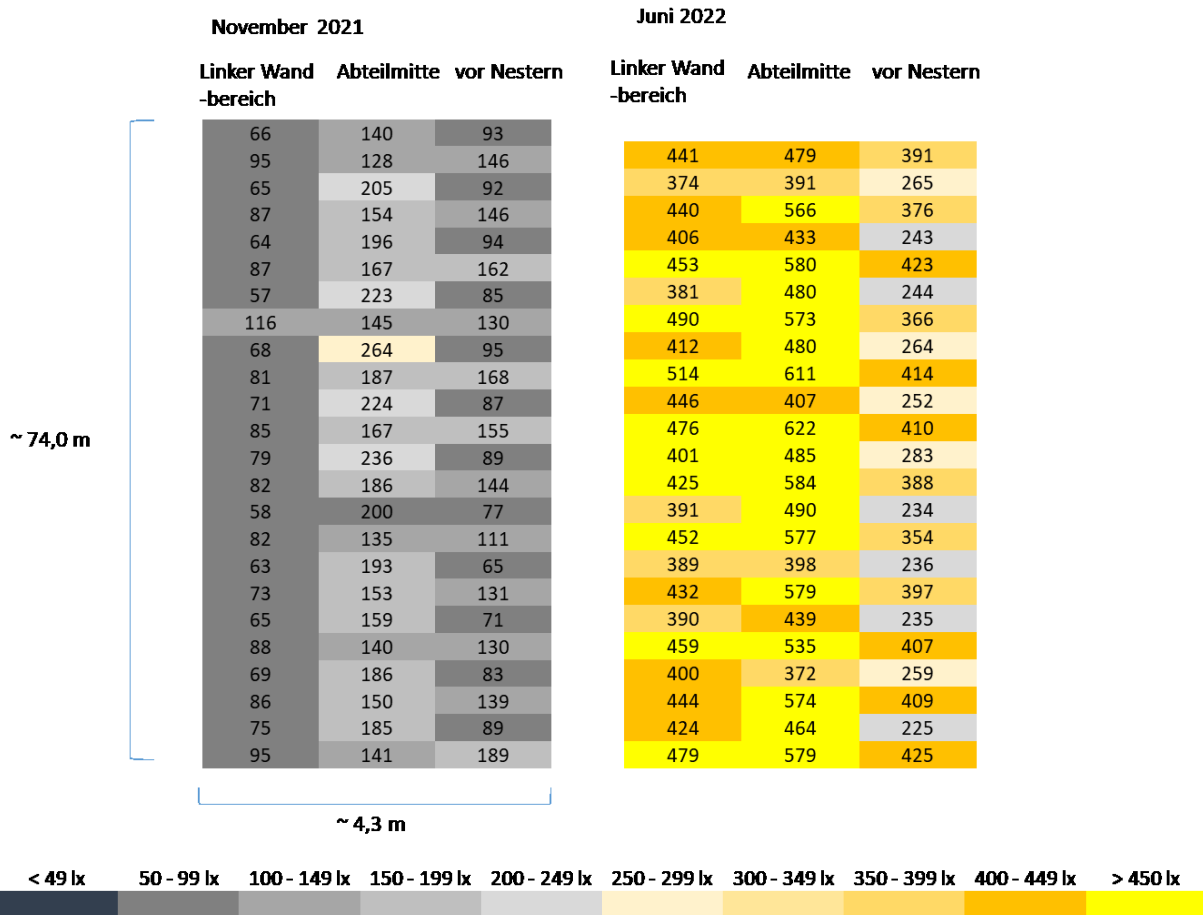 November 2021
Juni 2022
Linker Wand Abteilmitte vor Nestern
-bereich
Linker Wand Abteilmitte vor Nestern
-bereich
66 140 93
95 128 146
65 205 92
87 154 146
64 196 94
87 167 162
57 223 85
116 145 130
68 264 95
81 187 168
71 224 87
85 167 155
79 236 89
82 186 144
58 200 77
82 135 111
63 193 65
73 153 131
65 159 71
88 140 130
69 186 83
86 150 139
75 185 89
95 141 189
441 479 391
374 391 265
440 566 376
406 433 243
453 580 423
381 480 244
490 573 366
412 480 264
514 611 414
446 407 252
476 622 410
401 485 283
425 584 388
391 490 234
452 577 354
389 398 236
432 579 397
390 439 235
459 535 407
400 372 259
444 574 409
424 464 225
479 579 425
~ 74,0 m
~ 4,3 m
< 49 lx 50 - 99 lx 100 - 149 lx 150 - 199 lx 200 - 249 lx 250 - 299 lx 300 - 349 lx 350 - 399 lx 400 - 449 lx > 450 lx